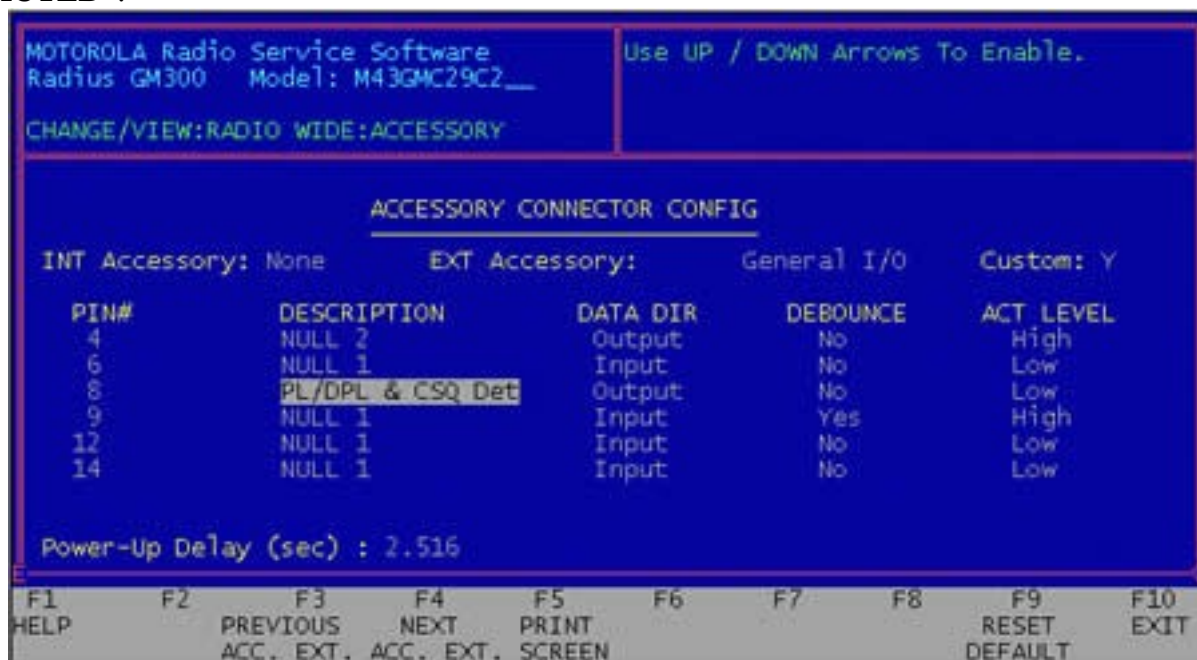 MOTOROLA Radio Service Software
Radius GM300 Model: M43GMC29C2__
Use UP / DOWN Arrows To Enable.
CHANGE/VIEW:RADIO WIDE:ACCESSORY
ACCESSORY CONNECTOR CONFIG
INT Accessory: None EXT Accessory: General I/O Custom: Y
PIN# DESCRIPTION DATA DIR DEBOUNCE ACT LEVEL
4 NULL 2 Output No High
6 NULL 1 Input No Low
8 PL/DPL & CSQ Det Output No Low
9 NULL 1 Input Yes High
12 NULL 1 Input No Low
14 NULL 1 Input No Low
Power-Up Delay (sec) : 2.516
F1 F2 F3 F4 F5 F6 F7 F8 F9 F10
HELP PREVIOUS NEXT PRINT RESET EXIT
ACC. EXT. ACC. EXT. SCREEN DEFAULT